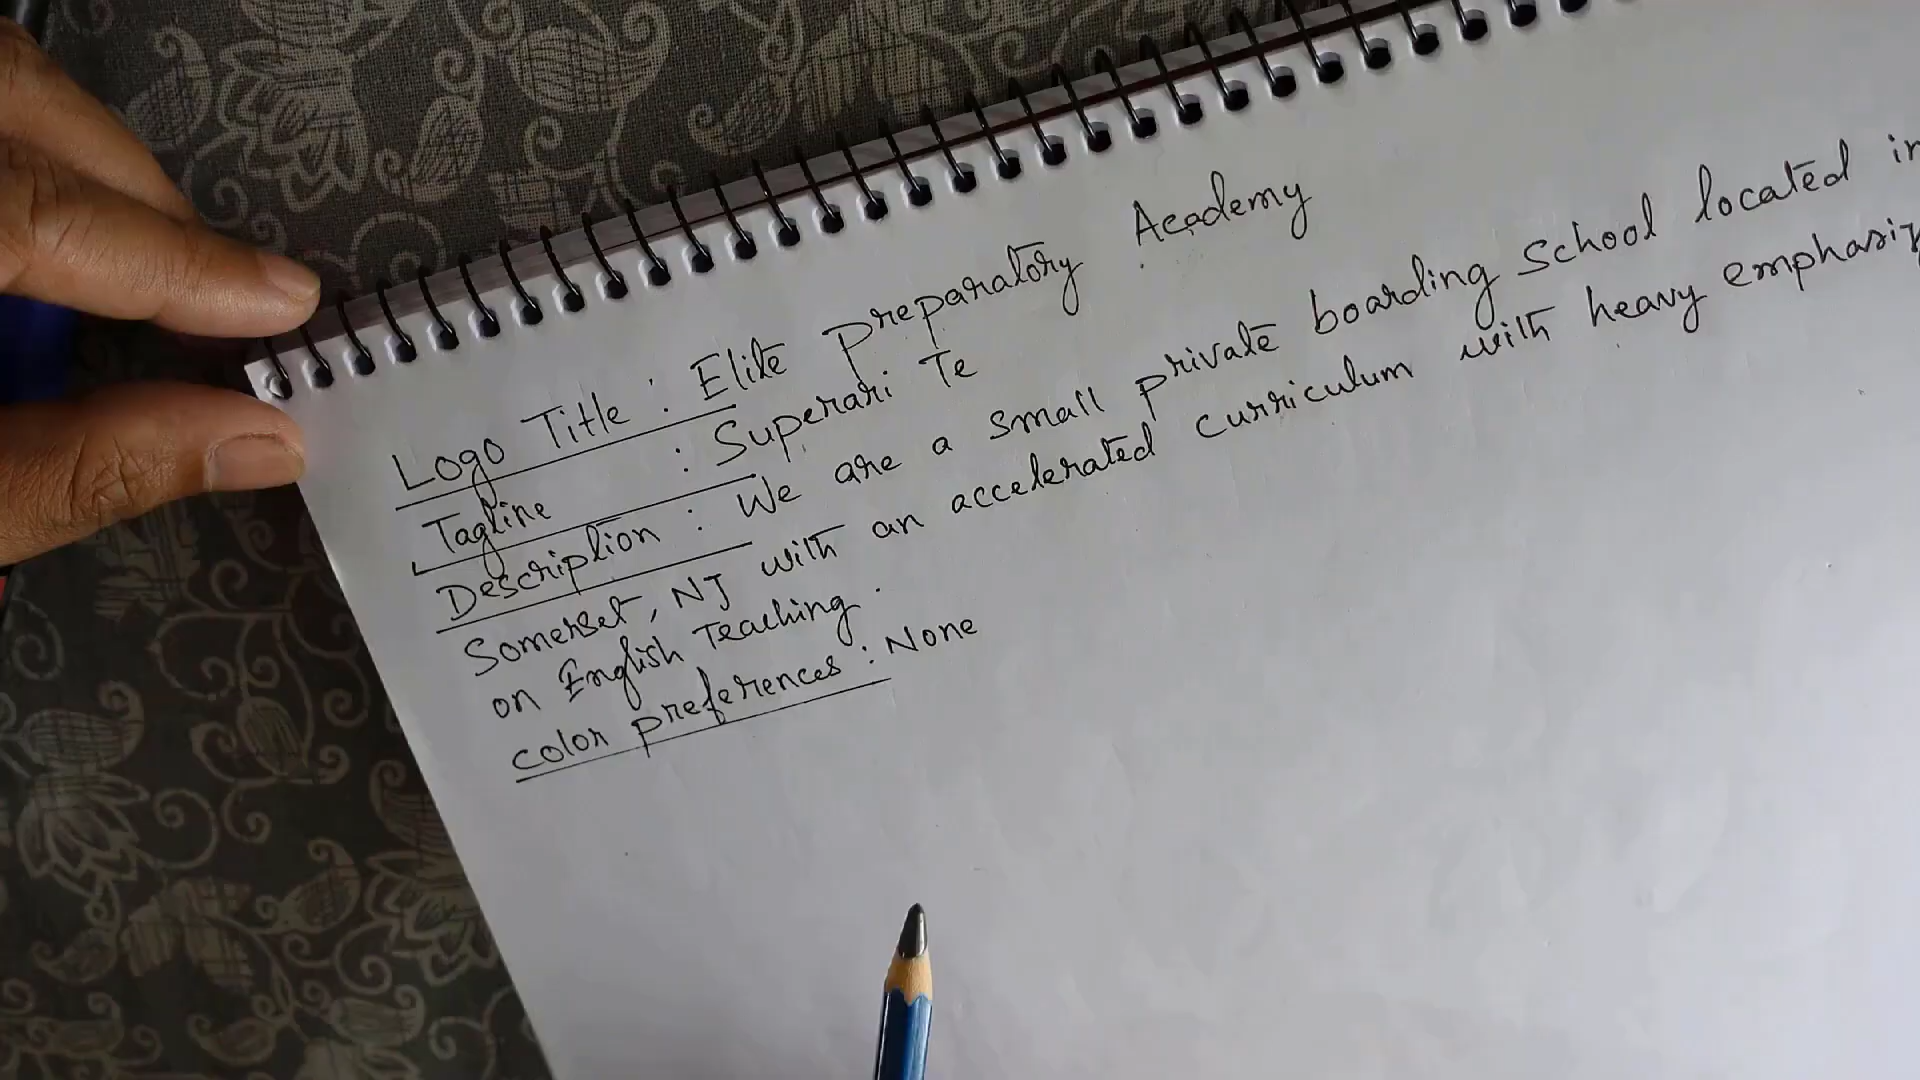 Logo Title : Elite preparatory Academy
Tagline : Superari Te
Description : We are a small private boarding School located in
Somerset, NJ with an accelerated curriculum with heavy emphasiz
on English Teaching.
color preferences : None